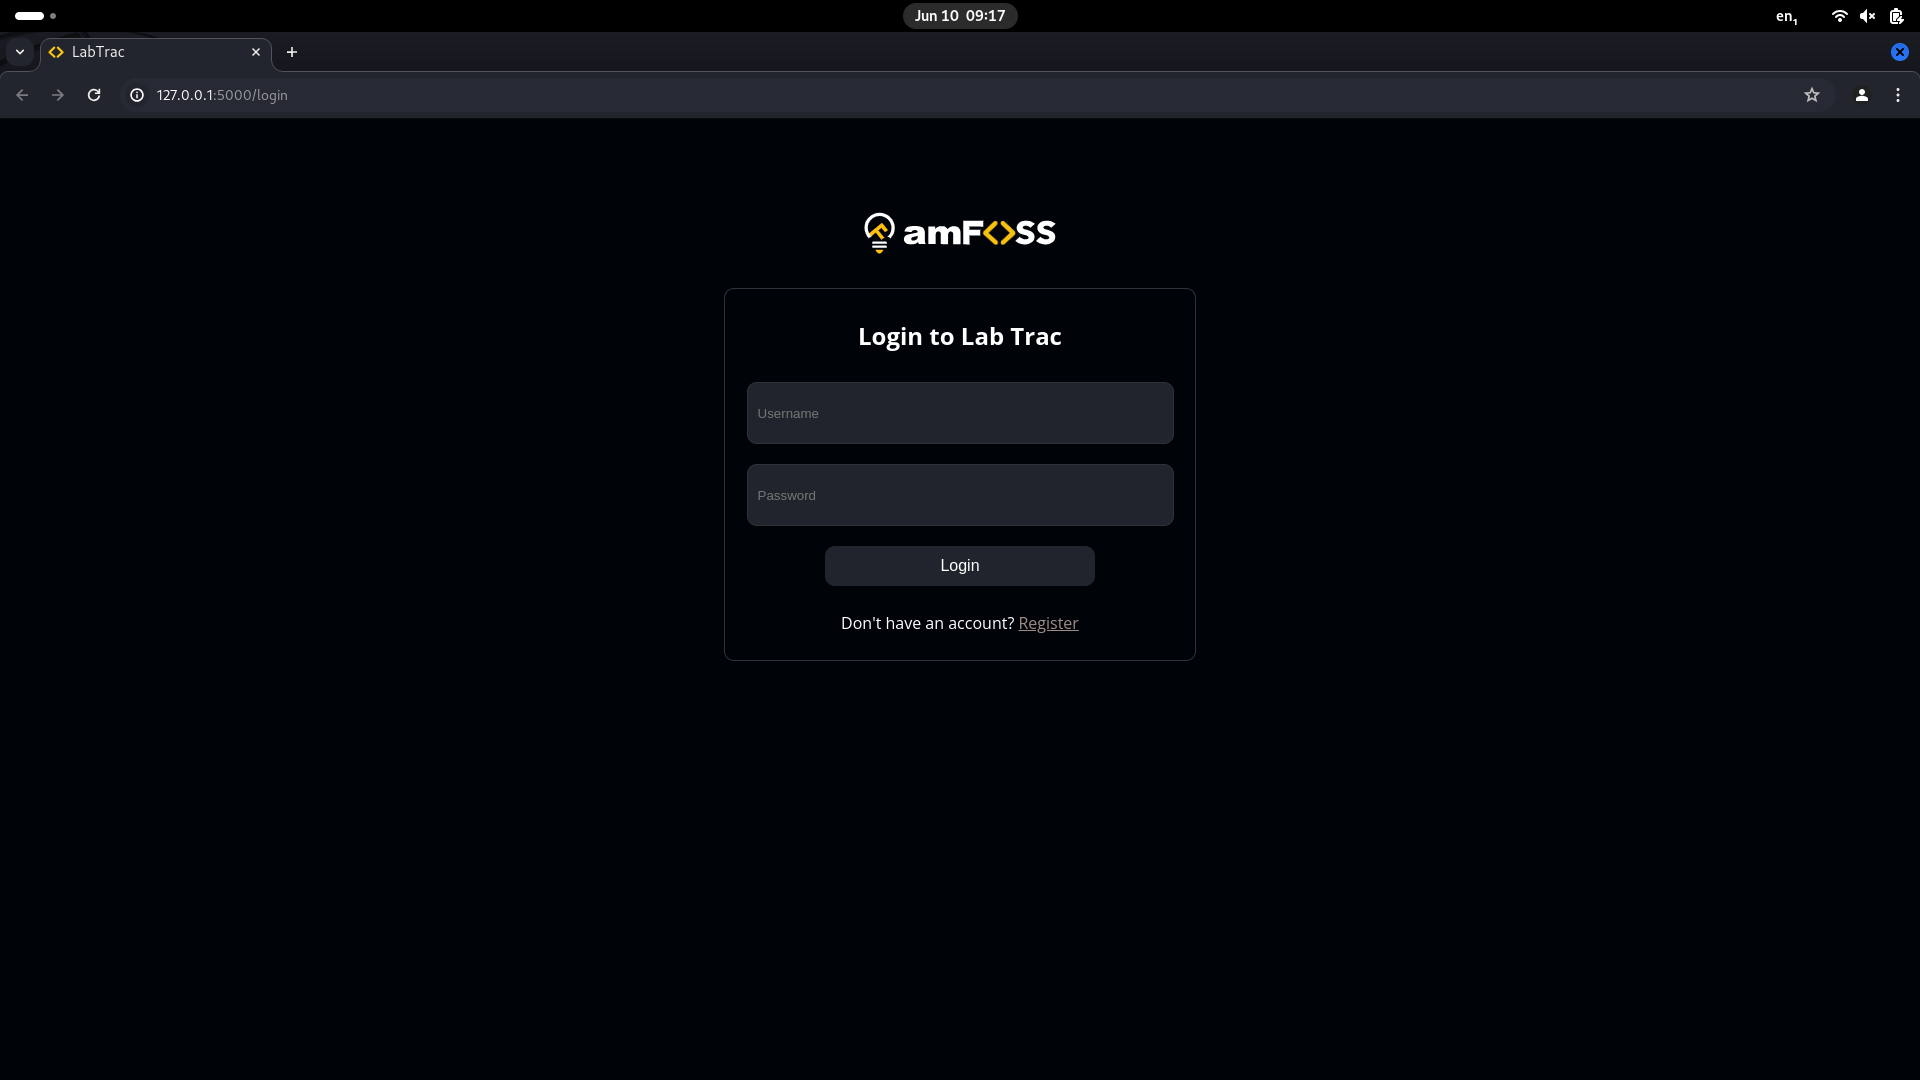 Jun 10 09:17
en1
LabTrac
127.0.0.1:5000/login
amF<>SS
Login to Lab Trac
Username
Password
Login
Don't have an account? Register